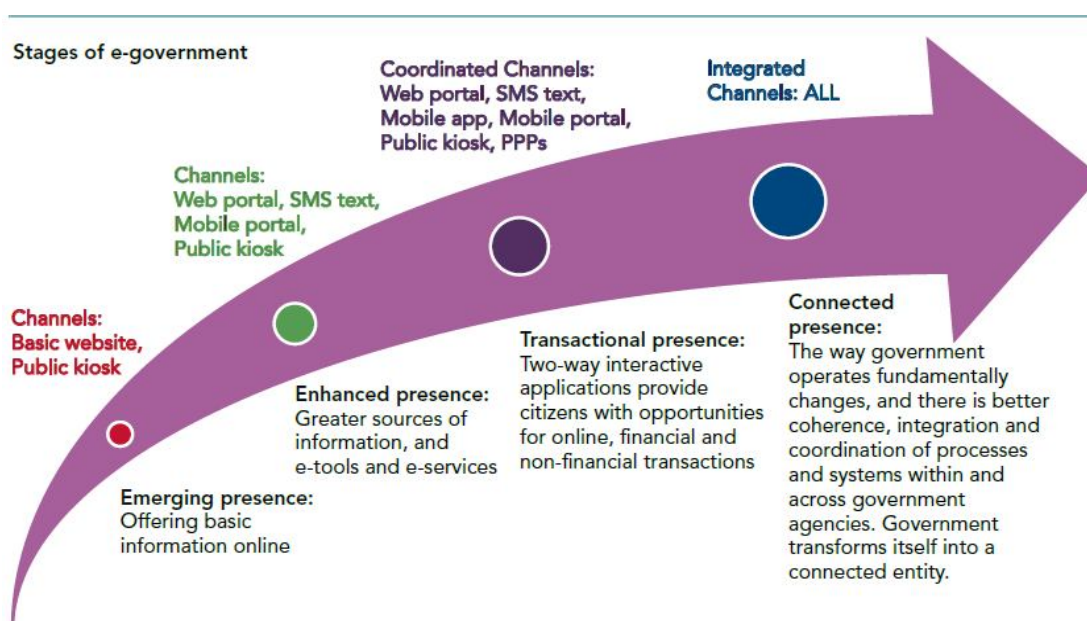 Stages of e-government
Coordinated Channels:
Web portal, SMS text,
Mobile app, Mobile portal,
Public kiosk, PPPs
Integrated
Channels: ALL
Channels:
Web portal, SMS text,
Mobile portal,
Public kiosk
Channels:
Basic website,
Public kiosk
Emerging presence:
Offering basic
information online
Enhanced presence:
Greater sources of
information, and
e-tools and e-services
Transactional presence:
Two-way interactive
applications provide
citizens with opportunities
for online, financial and
non-financial transactions
Connected
presence:
The way government
operates fundamentally
changes, and there is better
coherence, integration and
coordination of processes
and systems within and
across government
agencies. Government
transforms itself into a
connected entity.